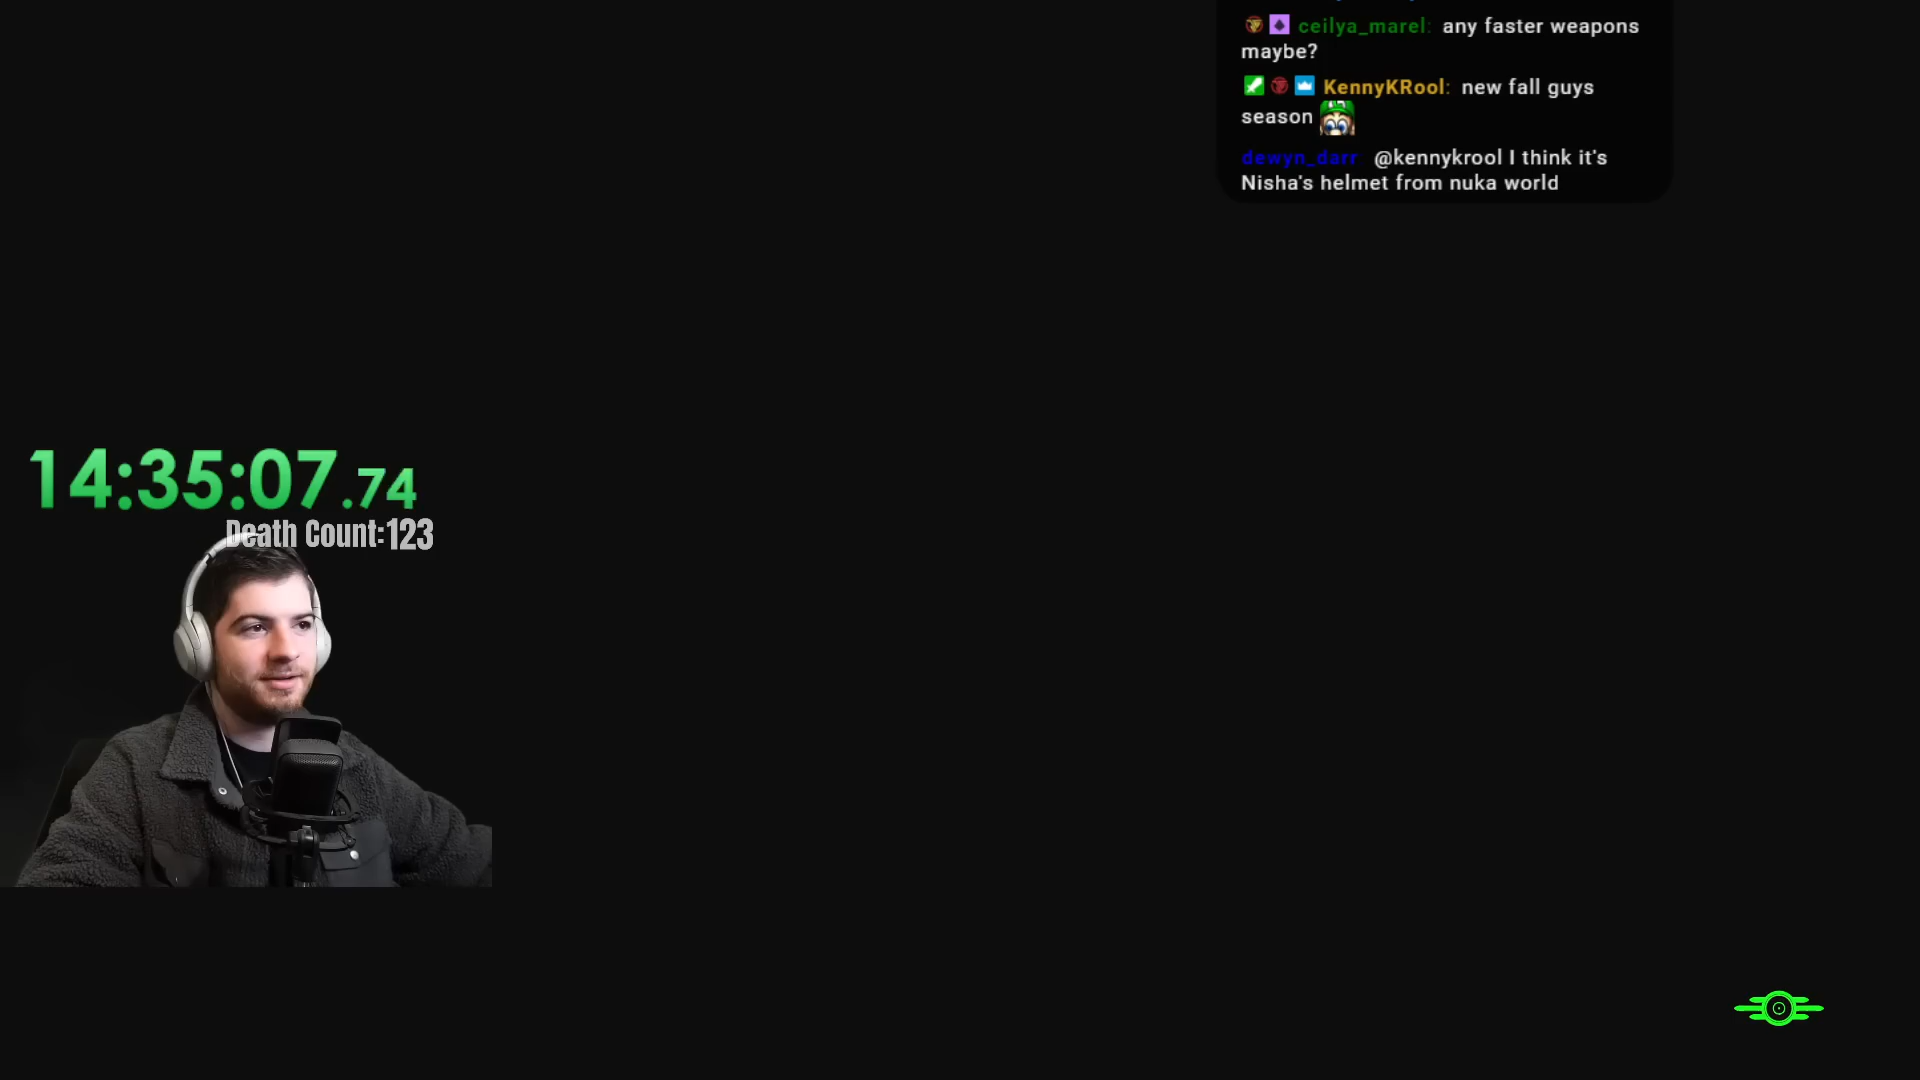 ceilya_marel: any faster weapons
maybe?
KennyKRool: new fall guys
season
dewyn_darr @kennykrool I think it's
Nisha's helmet from nuka world
14:35:07.74
Death Count:123